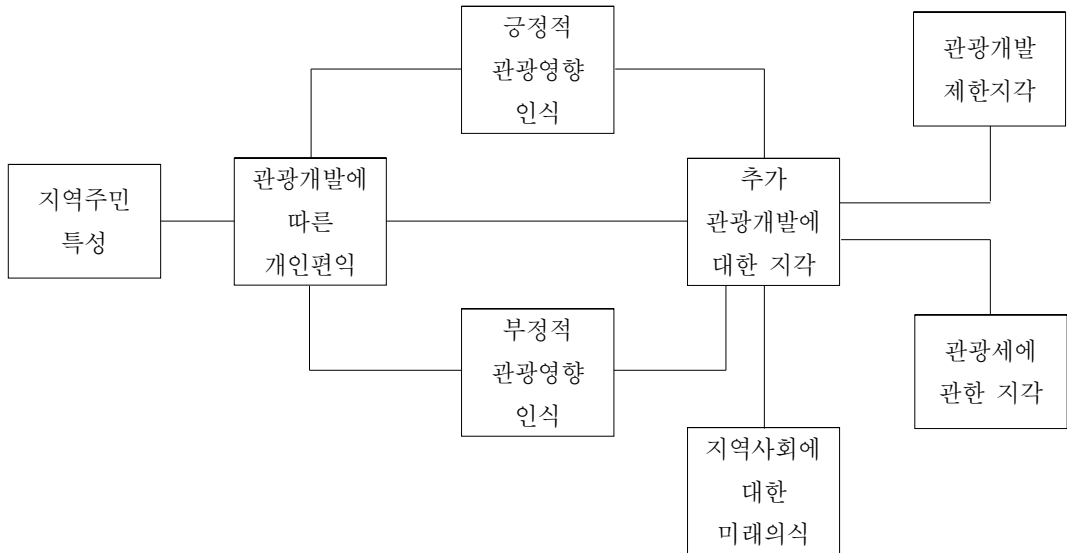 긍정적
관광영향
인식
관광개발
제한지각
지역주민
특성
관광개발에
따른
개인편익
추가
관광개발에
대한 지각
부정적
관광영향
인식
관광세에
관한 지각
지역사회에
대한
미래의식